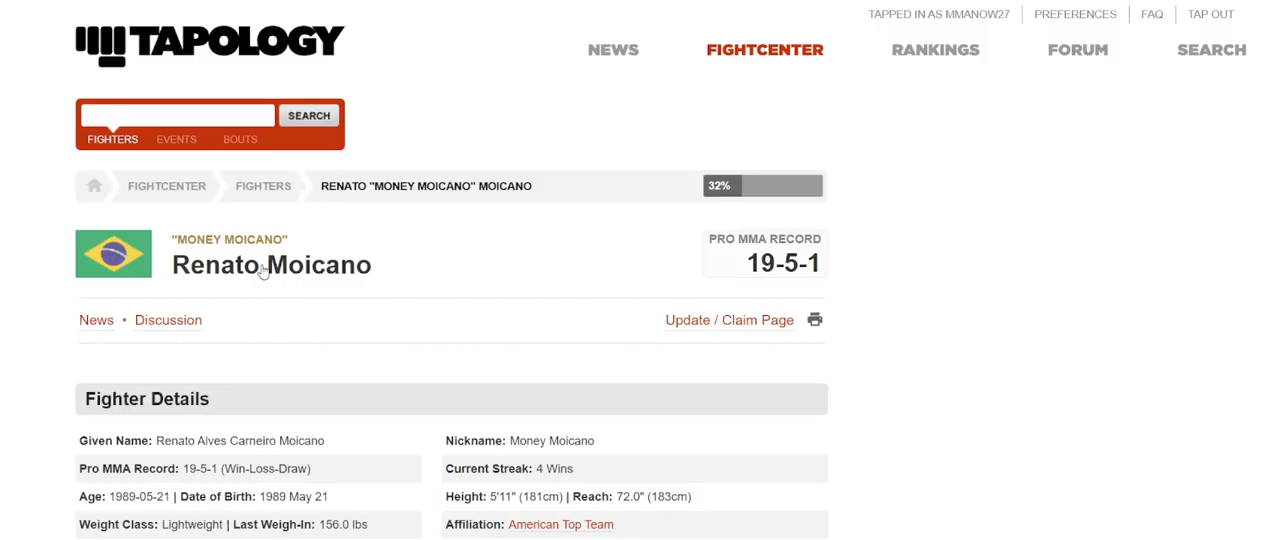 TAPPED IN AS MMANOW27 PREFERENCES FAQ TAP OUT
TAPOLOGY
NEWS FIGHTCENTER RANKINGS FORUM SEARCH
SEARCH
FIGHTERS EVENTS BOUTS
FIGHTCENTER FIGHTERS RENATO "MONEY MOICANO" MOICANO 32%
"MONEY MOICANO"
Renato Moicano
PRO MMA RECORD
19-5-1
News • Discussion Update / Claim Page
Fighter Details
Given Name: Renato Alves Carneiro Moicano Nickname: Money Moicano
Pro MMA Record: 19-5-1 (Win-Loss-Draw) Current Streak: 4 Wins
Age: 1989-05-21 | Date of Birth: 1989 May 21 Height: 5'11" (181cm) | Reach: 72.0" (183cm)
Weight Class: Lightweight | Last Weigh-In: 156.0 lbs Affiliation: American Top Team